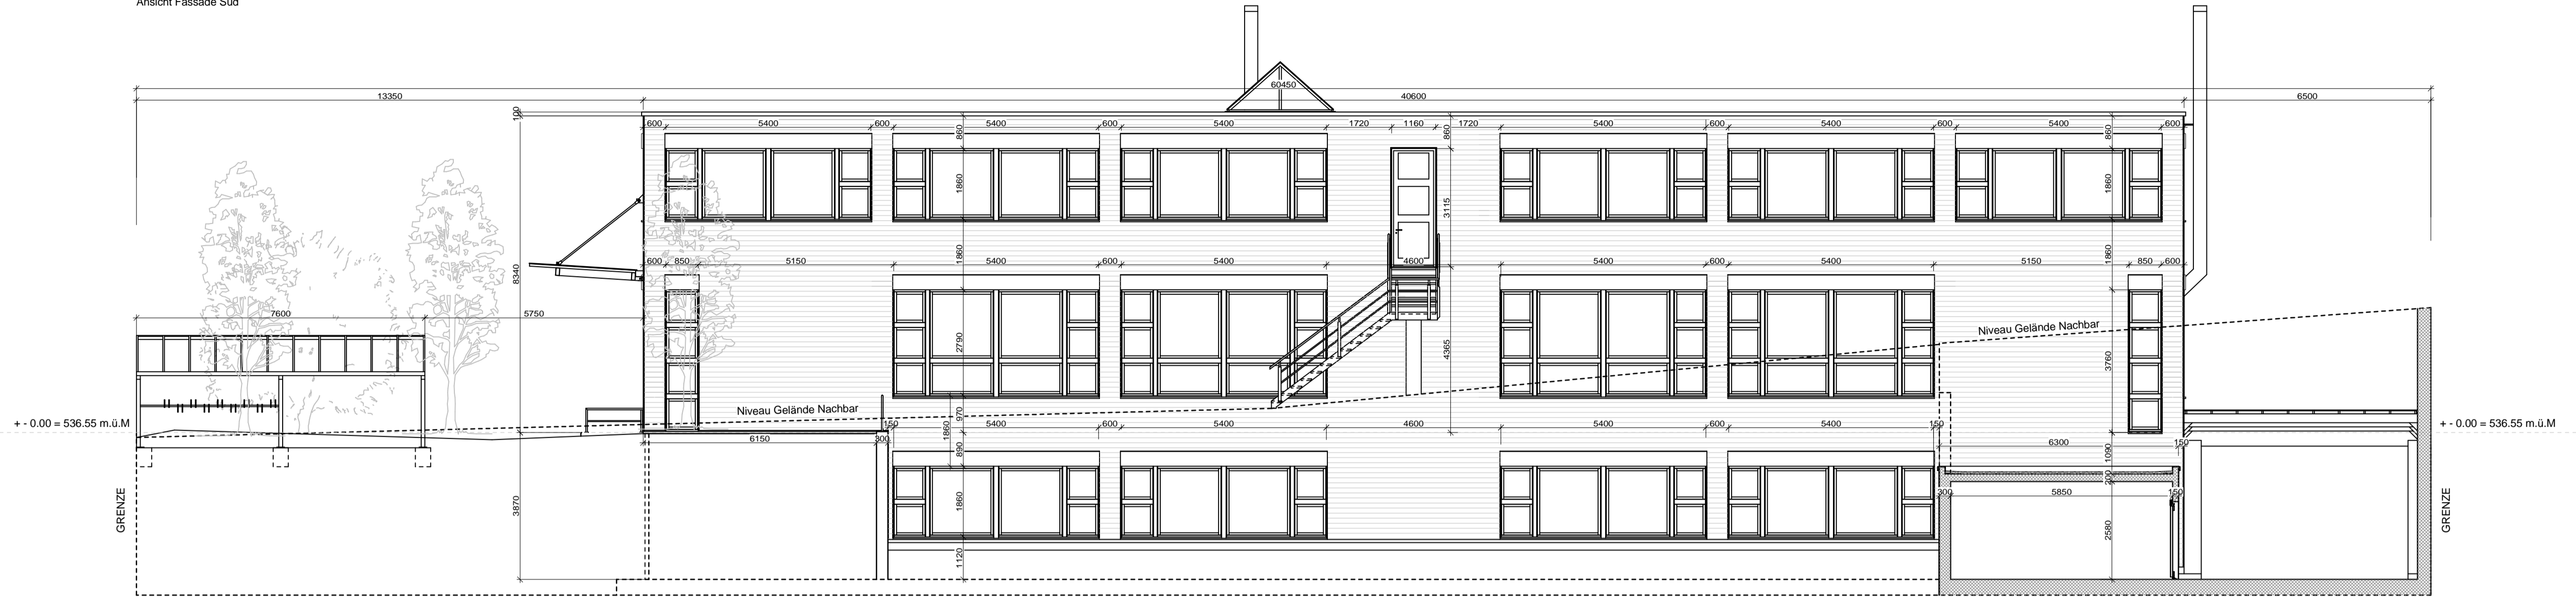 Ansicht Fassade Süd
60450
13350 40600 6500
100
600 5400 600 5400 600 5400 1720 1160 1720 5400 600 5400 600 5400 600
860 860 860
1860 1860
3115
8340
1860 1860
600 850 5150 5400 600 5400 4600 5400 600 5400 5150 850 600
7600 5750
2790 4365 3760
Niveau Gelände Nachbar
Niveau Gelände Nachbar
+ - 0.00 = 536.55 m.ü.M
+ - 0.00 = 536.55 m.ü.M
970
1860
150 5400 600 5400 4600 5400 600 5400 150
6150 300 6300 150
890 1090
200
300 5850 150
GRENZE
3870
1860
2580
GRENZE
1120